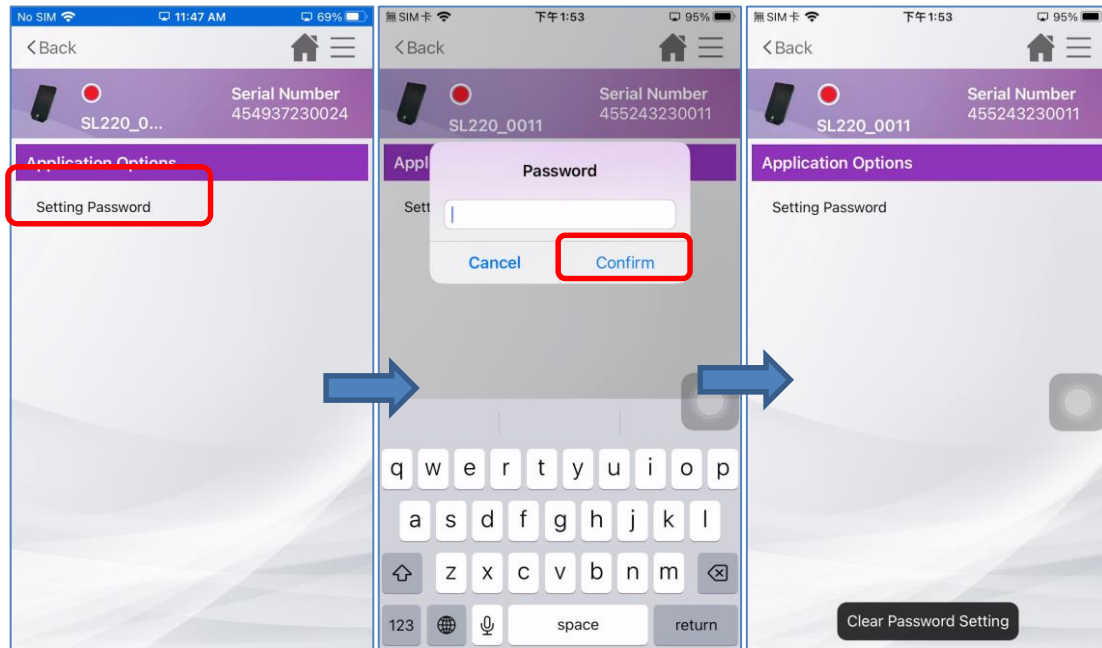 No SIM 11:47 AM 69%
Back
Serial Number
SL220_0... 454937230024
Application Options
Setting Password
無SIM卡 下午1:53 95%
Back
Serial Number
SL220_0011 455243230011
Appl
Password
Sett
Cancel Confirm
q w e r t y u i o p
a s d f g h j k l
z x c v b n m
123 space return
無SIM卡 下午1:53 95%
Back
Serial Number
SL220_0011 455243230011
Application Options
Setting Password
Clear Password Setting